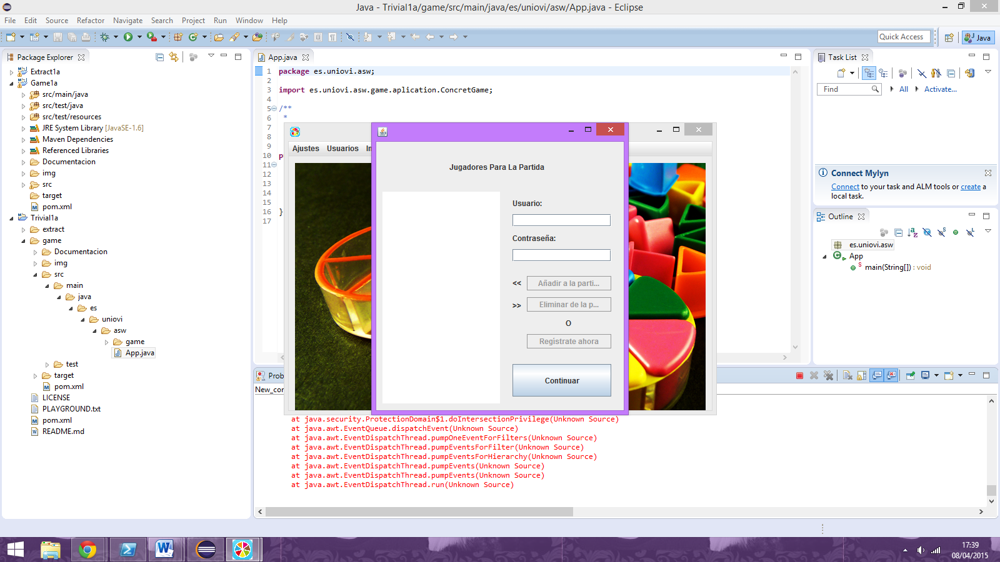 Java - Trivial1a/game/src/main/java/es/uniovi/asw/App.java - Eclipse
File Edit Source Refactor Navigate Search Project Run Window Help
Quick Access
Java
Package Explorer
Extract1a
Game1a
src/main/java
src/test/java
src/test/resources
JRE System Library [JavaSE-1.6]
Maven Dependencies
Referenced Libraries
Documentacion
img
src
target
pom.xml
Trivial1a
extract
game
Documentacion
img
src
main
java
es
uniovi
asw
game
App.java
test
target
pom.xml
LICENSE
PLAYGROUND.txt
pom.xml
README.md
App.java
1 package es.uniovi.asw;
2
3 import es.uniovi.asw.game.aplication.ConcretGame;
4
5 /**
6 *
7
8
9
10 p
11
12
13
14
15
16 }
17
Ajustes Usuarios
Jugadores Para La Partida
Usuario:
Contraseña:
<< Añadir a la parti...
>> Eliminar de la p...
O
Registrate ahora
Continuar
Prob
New_cor
at java.security.ProtectionDomain$1.doIntersectionPrivilege(Unknown Source)
at java.awt.EventQueue.dispatchEvent(Unknown Source)
at java.awt.EventDispatchThread.pumpOneEventForFilters(Unknown Source)
at java.awt.EventDispatchThread.pumpEventsForFilter(Unknown Source)
at java.awt.EventDispatchThread.pumpEventsForHierarchy(Unknown Source)
at java.awt.EventDispatchThread.pumpEvents(Unknown Source)
at java.awt.EventDispatchThread.pumpEvents(Unknown Source)
at java.awt.EventDispatchThread.run(Unknown Source)
Task List
Find
All
Activate...
Connect Mylyn
Connect to your task and ALM tools or create a
local task.
Outline
es.uniovi.asw
App
main(String[]) : void
17:39
08/04/2015